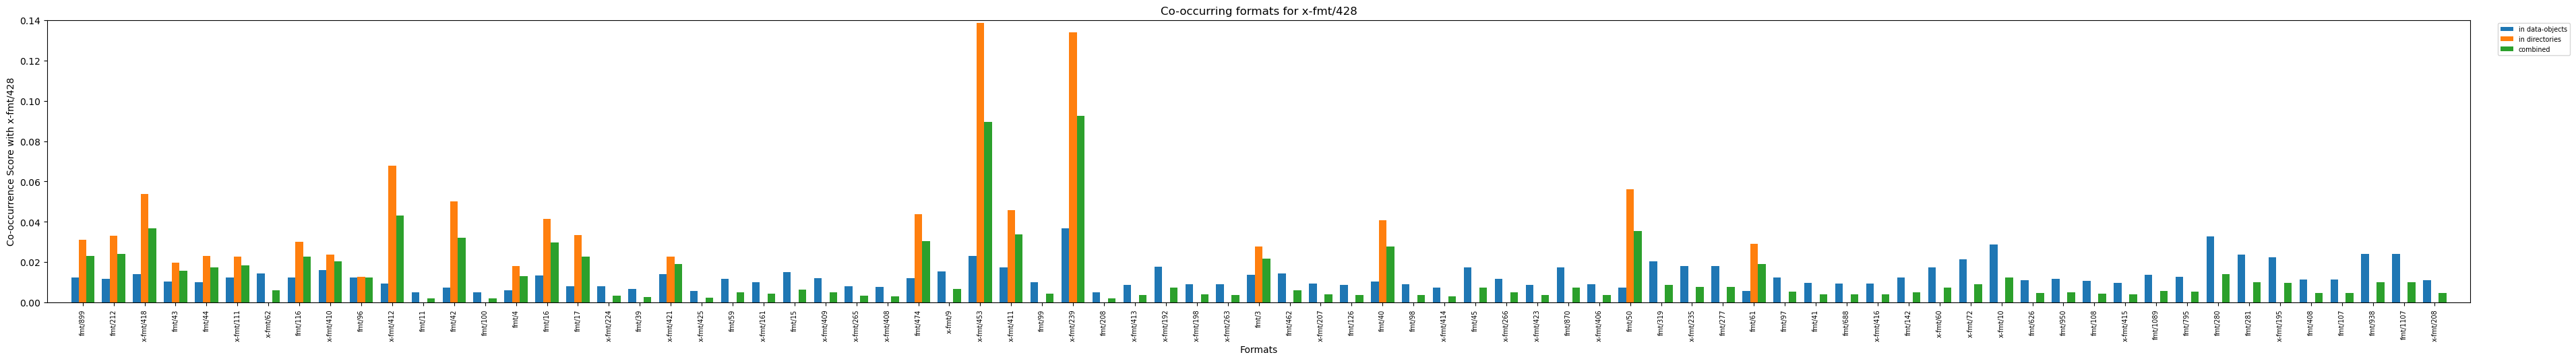 Co-occurring formats for x-fmt/428
in data-objects
in directories
combined
Co-occurrence Score with x-fmt/428
0.14
0.12
0.10
0.08
0.06
0.04
0.02
0.00
fmt/899
fmt/212
x-fmt/418
fmt/43
fmt/44
x-fmt/111
x-fmt/62
fmt/116
x-fmt/410
fmt/96
x-fmt/412
fmt/11
fmt/42
fmt/100
fmt/4
fmt/16
fmt/17
x-fmt/224
fmt/39
x-fmt/421
x-fmt/425
fmt/59
x-fmt/161
fmt/15
x-fmt/409
x-fmt/265
x-fmt/408
fmt/474
x-fmt/9
x-fmt/453
x-fmt/411
fmt/99
x-fmt/239
fmt/208
x-fmt/413
x-fmt/192
x-fmt/198
x-fmt/263
fmt/3
fmt/462
x-fmt/207
fmt/126
fmt/40
fmt/98
x-fmt/414
fmt/45
x-fmt/266
x-fmt/423
fmt/870
x-fmt/406
fmt/50
fmt/319
x-fmt/235
fmt/277
fmt/61
fmt/97
fmt/41
fmt/688
x-fmt/416
fmt/1142
x-fmt/60
x-fmt/72
x-fmt/10
fmt/626
fmt/950
fmt/108
x-fmt/415
fmt/1089
fmt/795
fmt/280
fmt/281
x-fmt/195
fmt/408
fmt/107
fmt/938
fmt/1107
x-fmt/208
Formats